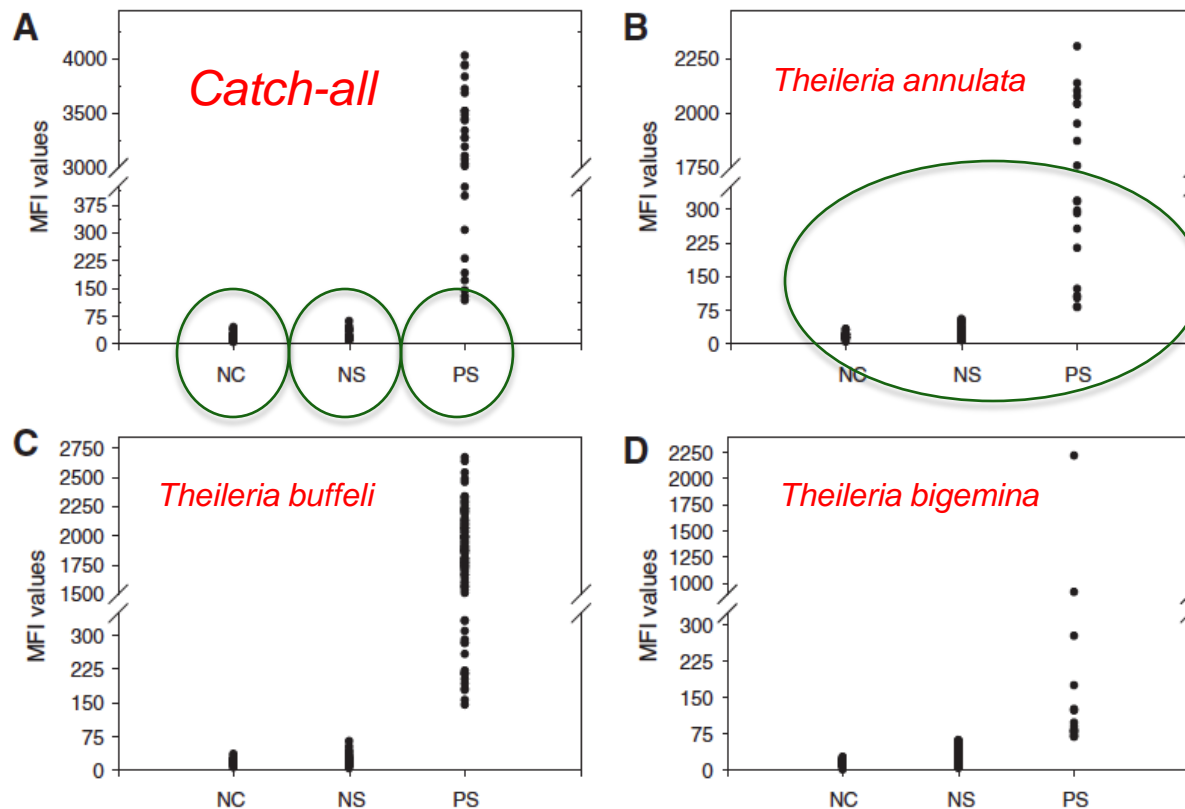 A
Catch-all
MFI values
4000
3500
3000
375
300
225
150
75
0
NC NS PS
B
Theileria annulata
MFI values
2250
2000
1750
300
225
150
75
0
NC NS PS
C
Theileria buffeli
MFI values
2750
2500
2250
2000
1750
1500
300
225
150
75
0
NC NS PS
D
Theileria bigemina
MFI values
2250
2000
1750
1500
1250
1000
300
225
150
75
0
NC NS PS